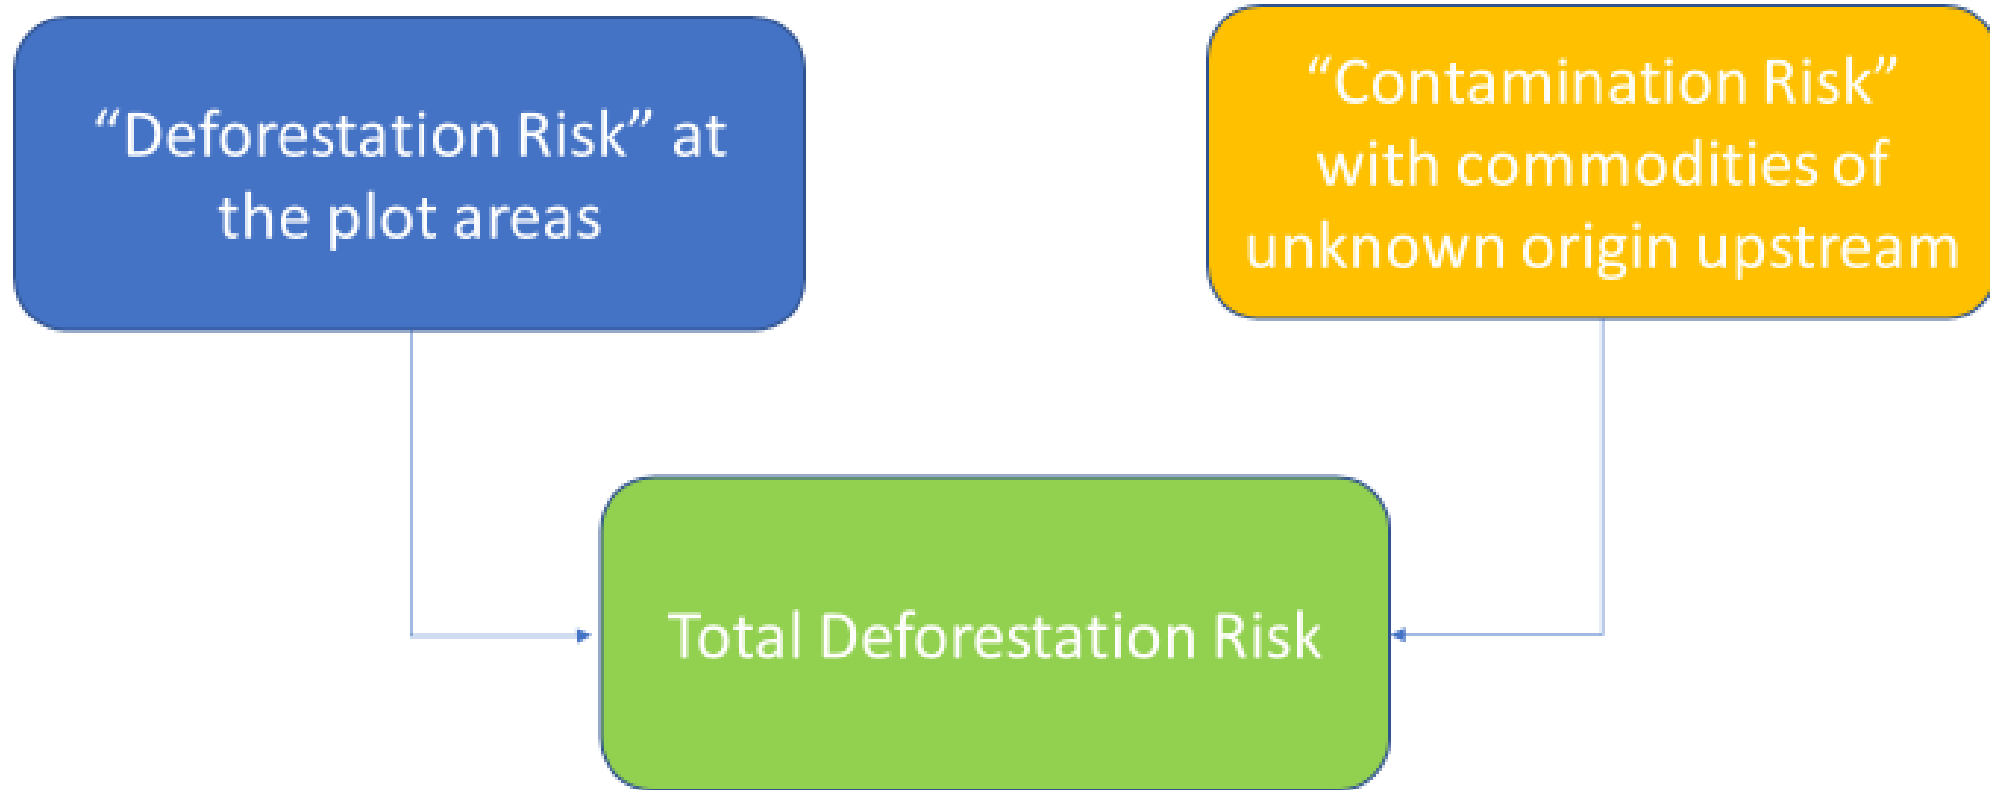 “Deforestation Risk” at
the plot areas
“Contamination Risk”
with commodities of
unknown origin upstream
Total Deforestation Risk